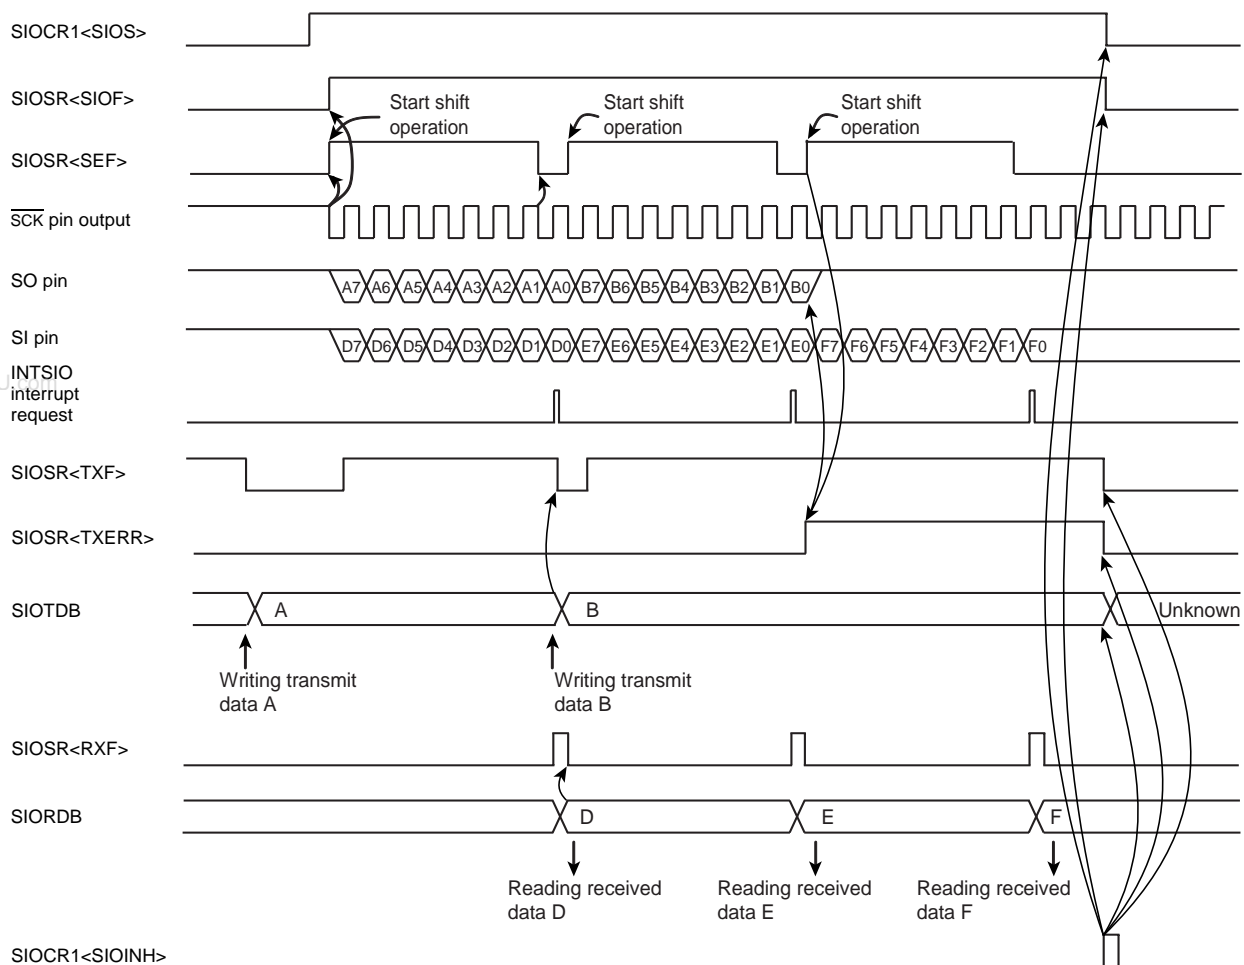 SIOCR1<SIOS>
SIOSR<SIOF>
Start shift
operation
Start shift
operation
Start shift
operation
SIOSR<SEF>
SCK pin output
SO pin
A7 A6 A5 A4 A3 A2 A1 A0 B7 B6 B5 B4 B3 B2 B1 B0
SI pin
D7 D6 D5 D4 D3 D2 D1 D0 E7 E6 E5 E4 E3 E2 E1 E0 F7 F6 F5 F4 F3 F2 F1 F0
INTSIO
interrupt
request
SIOSR<TXF>
SIOSR<TXERR>
SIOTDB
A
B
Unknown
Writing transmit
data A
Writing transmit
data B
SIOSR<RXF>
SIORDB
D
E
F
Reading received
data D
Reading received
data E
Reading received
data F
SIOCR1<SIOINH>